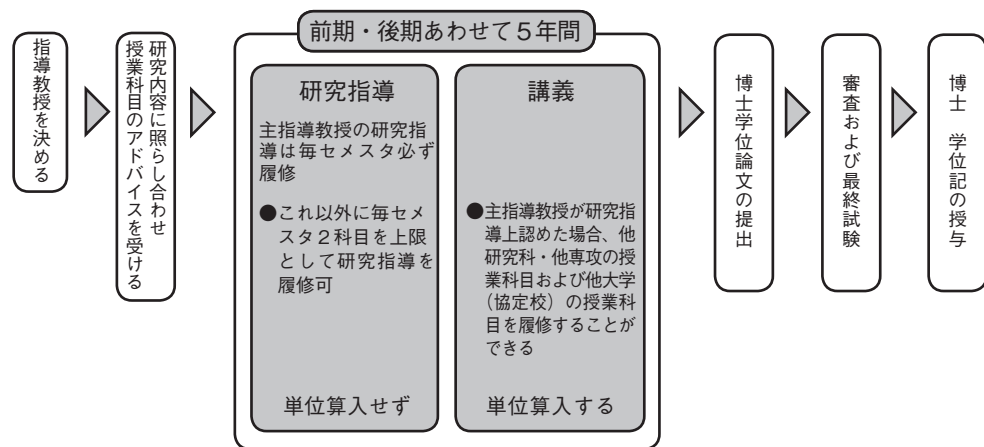 指導教授を決める
研究内容に照らし合わせ
授業科目のアドバイスを受ける
前期・後期あわせて5年間
研究指導
主指導教授の研究指
導は毎セメスタ必ず
履修
●これ以外に毎セメ
スタ2科目を上限
として研究指導を
履修可
単位算入せず
講義
●主指導教授が研究指
導上認めた場合、他
研究科・他専攻の授
業科目および他大学
（協定校）の授業科
目を履修することが
できる
単位算入する
博士学位論文の提出
審査および最終試験
博士　学位記の授与